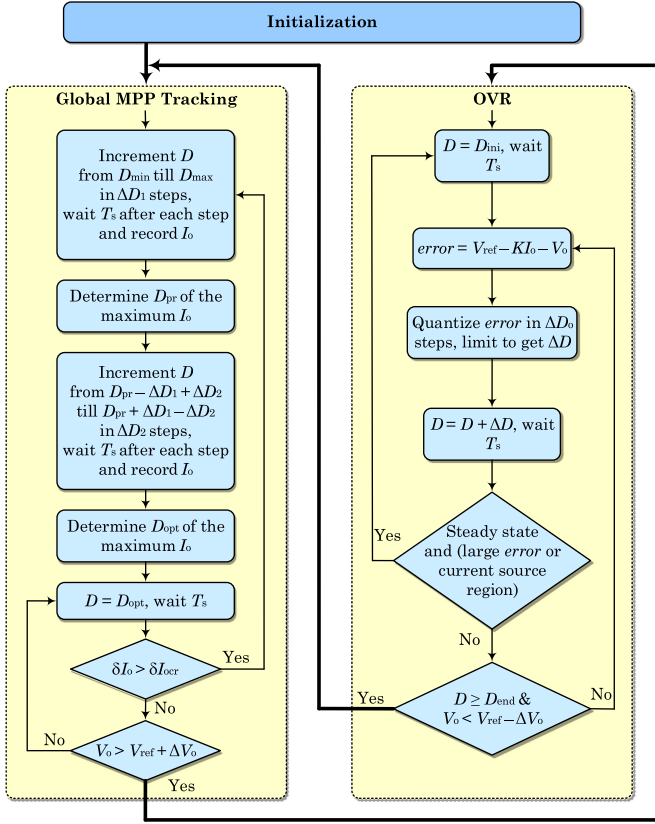 Initialization
Global MPP Tracking
Increment D
from Dmin till Dmax
in ΔD1 steps,
wait Ts after each step
and record Io
Determine Dpr of the
maximum Io
Increment D
from Dpr – ΔD1 + ΔD2
till Dpr + ΔD1 – ΔD2
in ΔD2 steps,
wait Ts after each step
and record Io
Determine Dopt of the
maximum Io
D = Dopt, wait Ts
δIo > δIocr
Yes
No
Vo > Vref + ΔVo
No
Yes
OVR
D = Dini, wait
Ts
error = Vref – KIo – Vo
Quantize error in ΔDo
steps, limit to get ΔD
D = D + ΔD, wait
Ts
Steady state
and (large error or
current source
region)
Yes
No
D ≥ Dend &
Vo < Vref – ΔVo
Yes
No